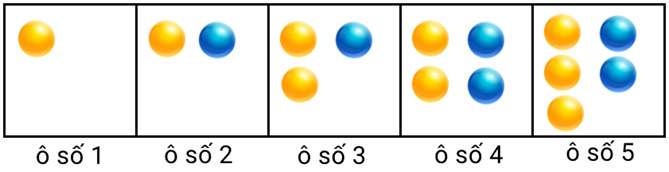 ô số 1 ô số 2 ô số 3 ô số 4 ô số 5